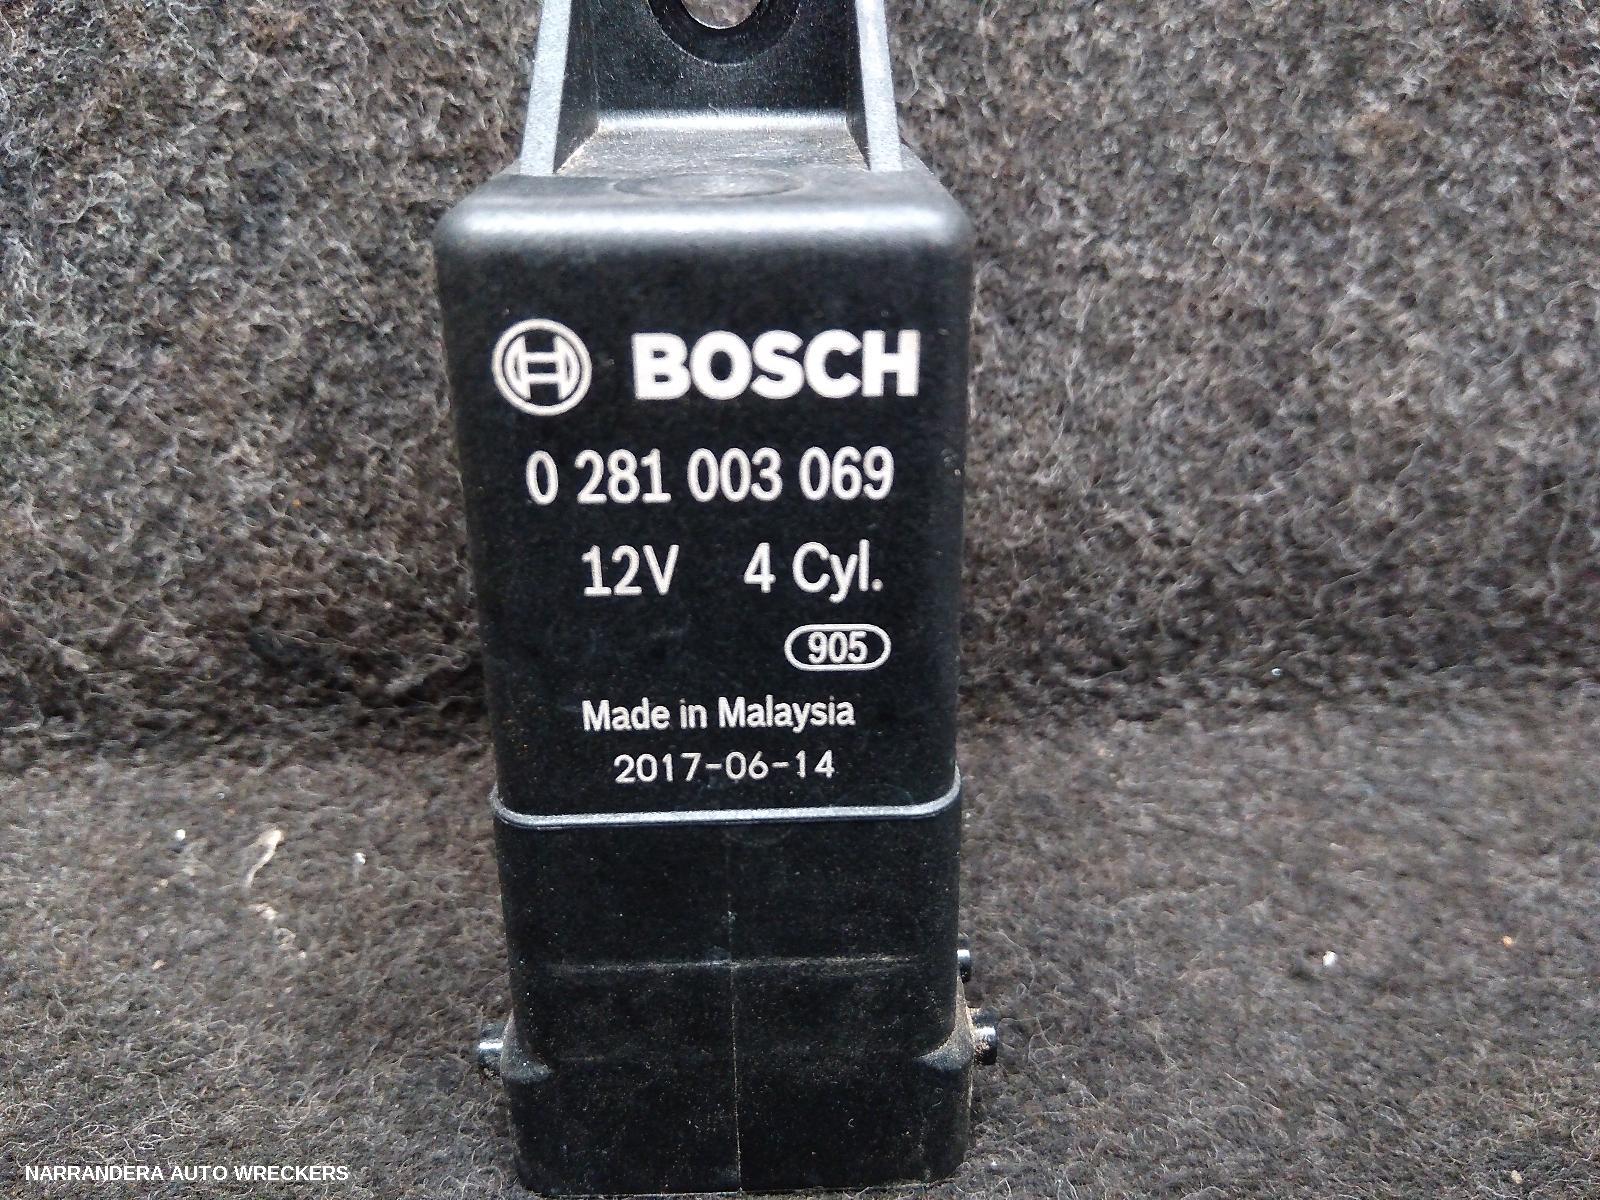 BOSCH
0 281 003 069
12V 4 Cyl.
905
Made in Malaysia
2017-06-14
NARRANDERA AUTO WRECKERS